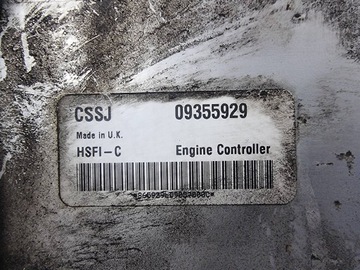 CSSJ 09355929
Made in U.K.
HSFI-C Engine Controller